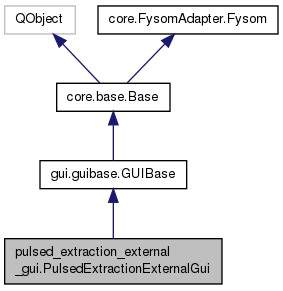 QObject
core.FysomAdapter.Fysom
core.base.Base
gui.guibase.GUIBase
pulsed_extraction_external
_gui.PulsedExtractionExternalGui